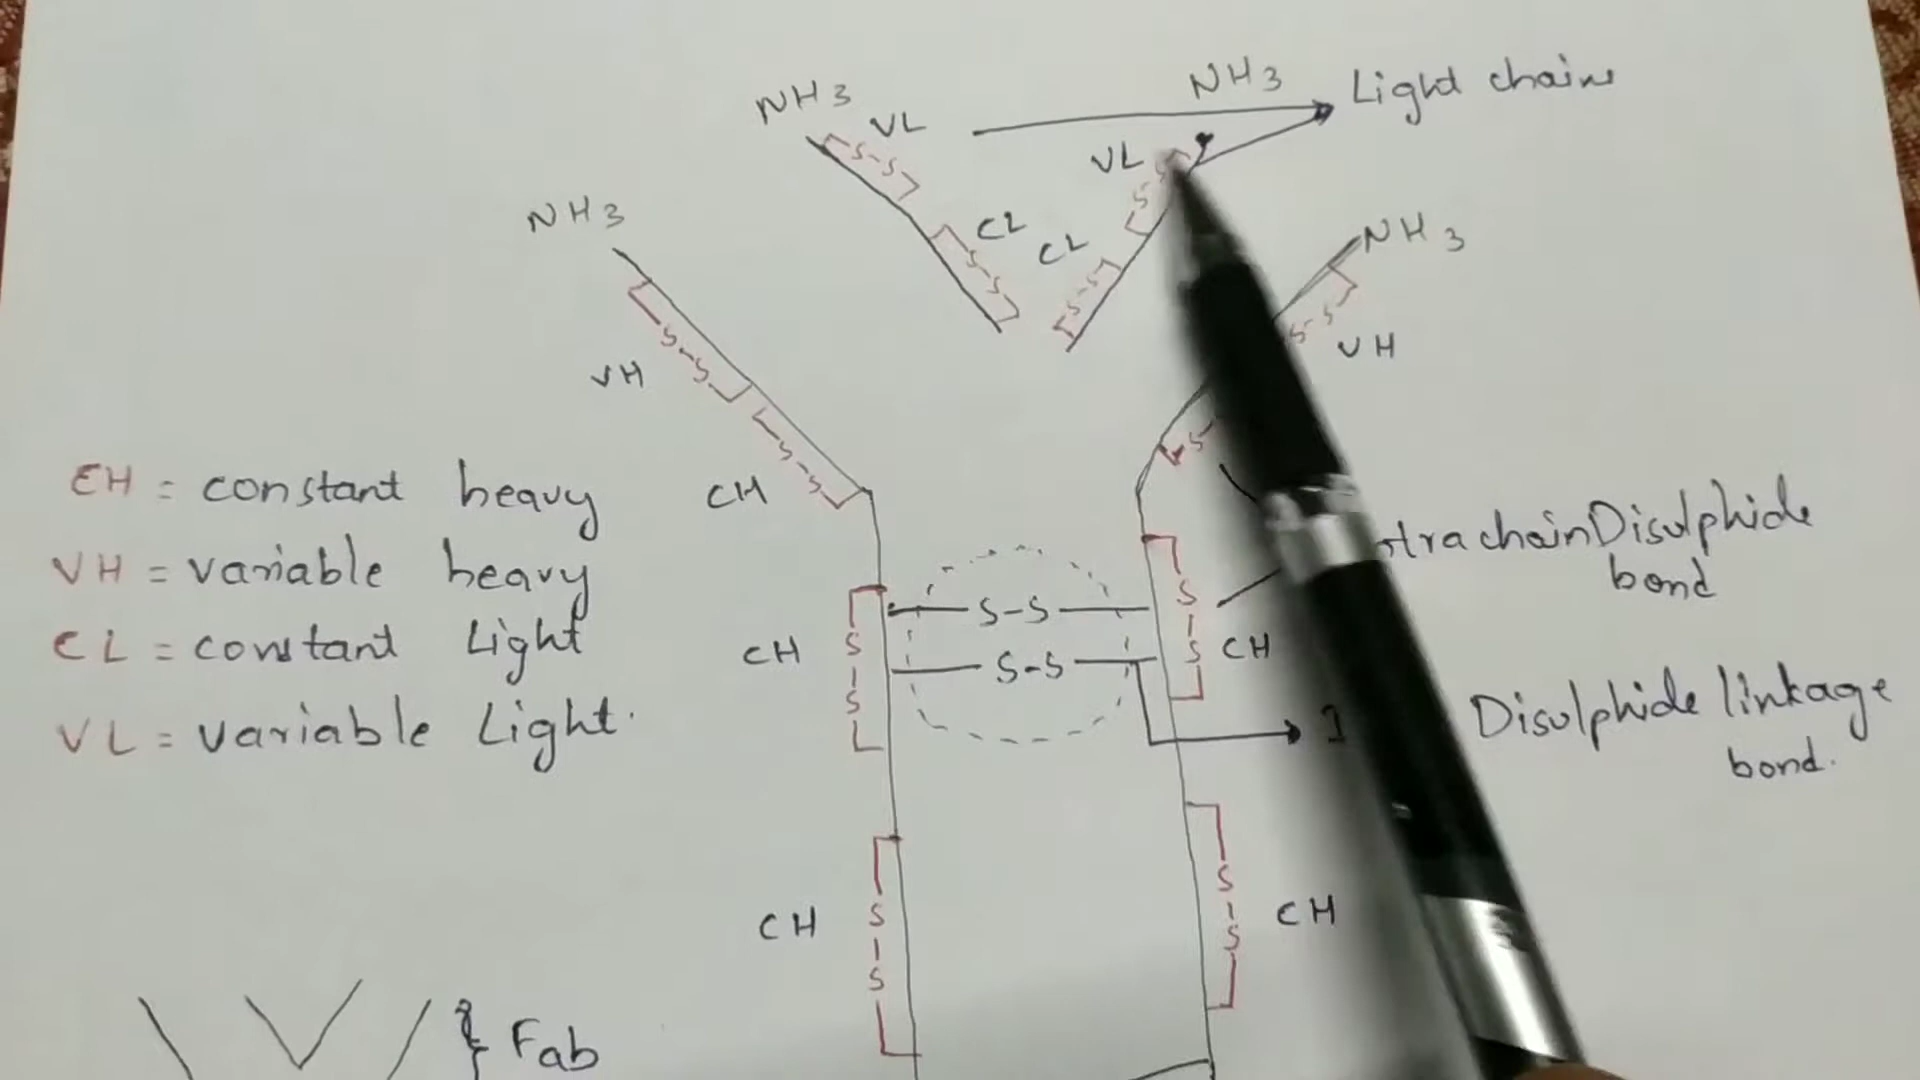 NH3
Light chains
NH3
VL
VL
NH3
NH3
S-S
S-S
CL
CL
S-S
S-S
VH
S-S
S-S
VH
S-S
S
CH
CH = constant heavy
VH = variable heavy
CL = constant Light
VL = variable Light.
Disulphide
bond
CH
S-S
S-S
S-S
S-S
CH
Disulphide linkage
bond.
CH
S-S
S-S
CH
Fab